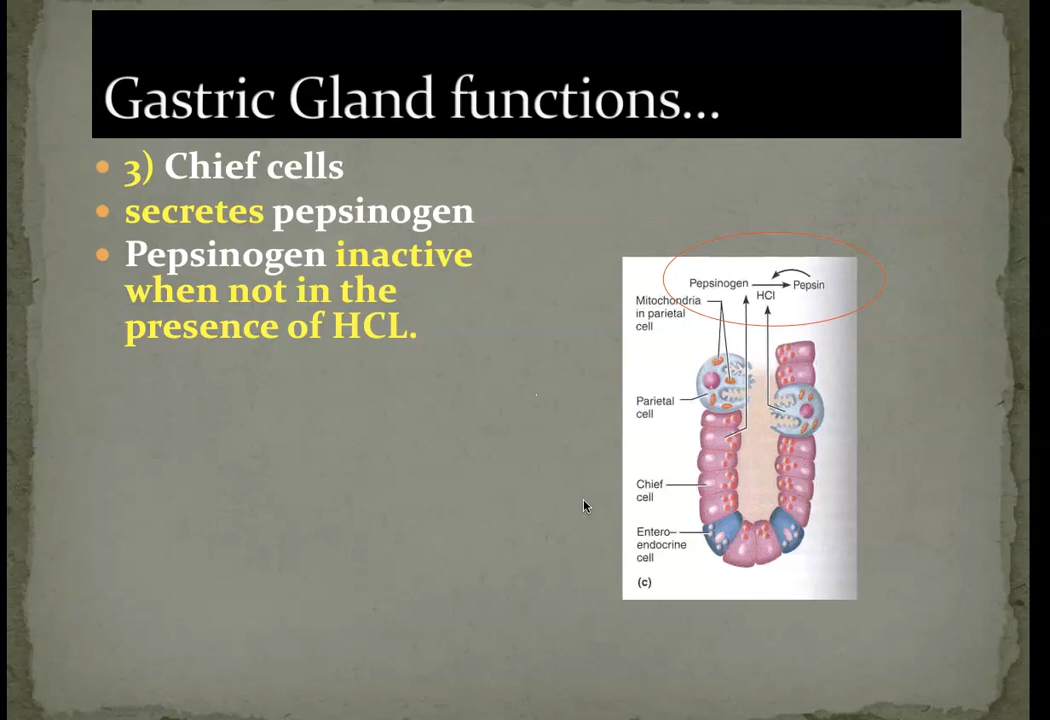 Gastric Gland functions...
3) Chief cells
secretes pepsinogen
Pepsinogen inactive
when not in the
presence of HCL.
Pepsinogen
Pepsin
HCl
Mitochondria
in parietal
cell
Parietal
cell
Chief
cell
Entero–
endocrine
cell
(c)